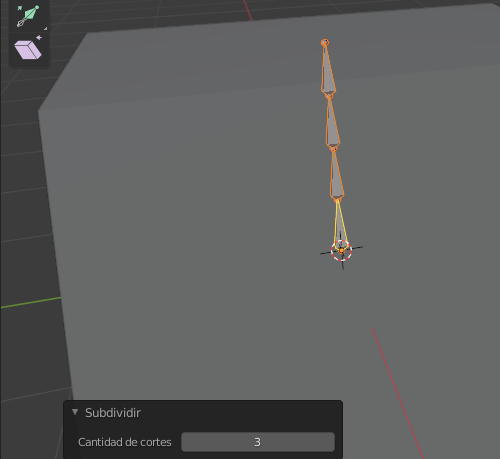 Subdividir
Cantidad de cortes 3